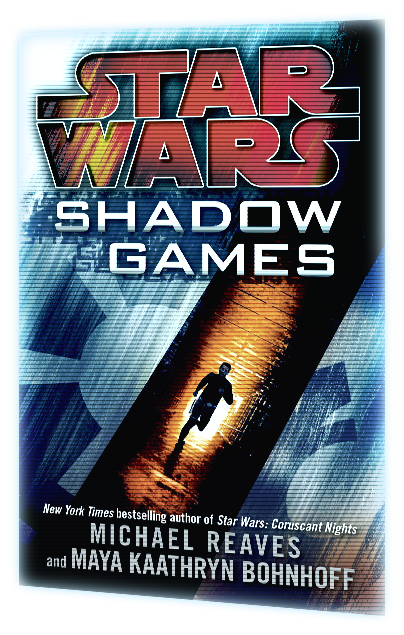 STAR
WARS
SHADOW
GAMES
New York Times bestselling author of Star Wars: Coruscant Nights
MICHAEL REAVES
and MAYA KAATHRYN BOHNHOFF